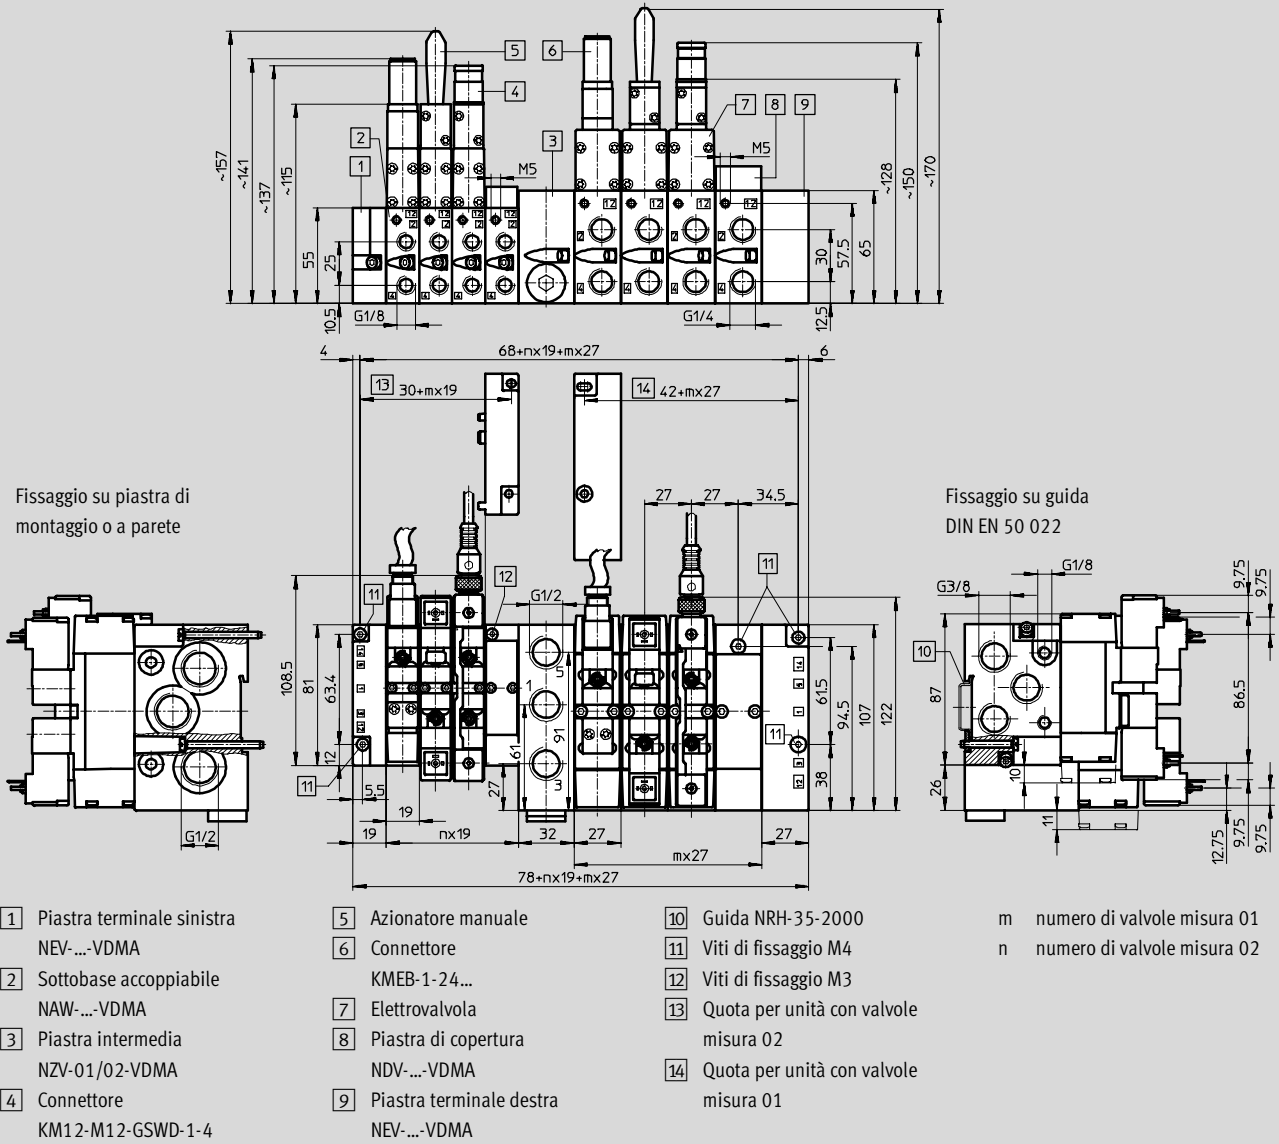 ~157
~141
~137
~115
55
25
10.5
1
2
5
4
M5
G1/8
3
6
7
8
9
M5
G1/4
30
57.5
65
12.5
~128
~150
~170
4
68+nx19+mx27
6
13
30+mx19
14
42+mx27
Fissaggio su piastra di
montaggio o a parete
Fissaggio su guida
DIN EN 50 022
27
27
34.5
11
12
G1/2
11
108.5
81
63.4
12
11
5.5
19
19
nx19
32
27
27
61
91
27
5
1
3
mx27
78+nx19+mx27
11
61.5
94.5
107
122
38
G1/2
G3/8
G1/8
10
87
26
10
11
9.75
9.75
86.5
12.75
9.75
9.75
1 Piastra terminale sinistra
NEV-...-VDMA
2 Sottobase accoppiabile
NAW-...-VDMA
3 Piastra intermedia
NZV-01/02-VDMA
4 Connettore
KM12-M12-GSWD-1-4
5 Azionatore manuale
6 Connettore
KMEB-1-24...
7 Elettrovalvola
8 Piastra di copertura
NDV-...-VDMA
9 Piastra terminale destra
NEV-...-VDMA
10 Guida NRH-35-2000
11 Viti di fissaggio M4
12 Viti di fissaggio M3
13 Quota per unità con valvole
misura 02
14 Quota per unità con valvole
misura 01
m numero di valvole misura 01
n numero di valvole misura 02